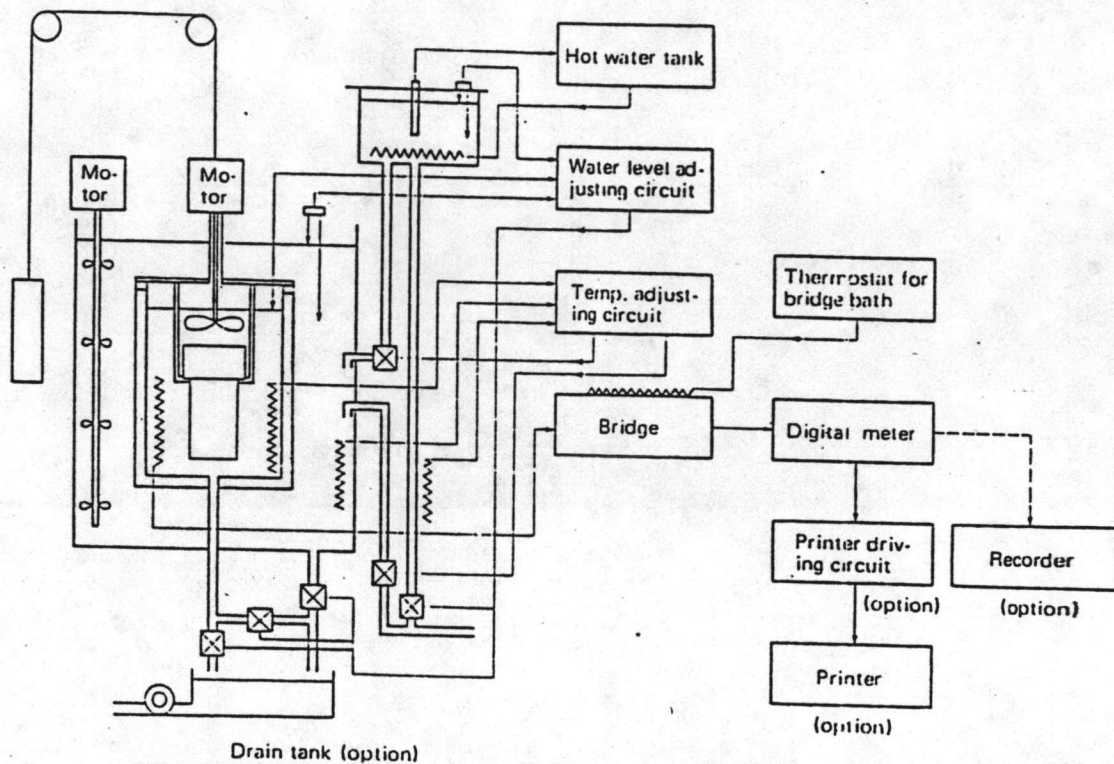 Hot water tank
Mo-
tor
Mo-
tor
Water level ad-
justing circuit
Temp. adjust-
ing circuit
Thermostat for
bridge bath
Bridge
Digital meter
Printer driv-
ing circuit
(option)
Recorder
(option)
Printer
(option)
Drain tank (option)